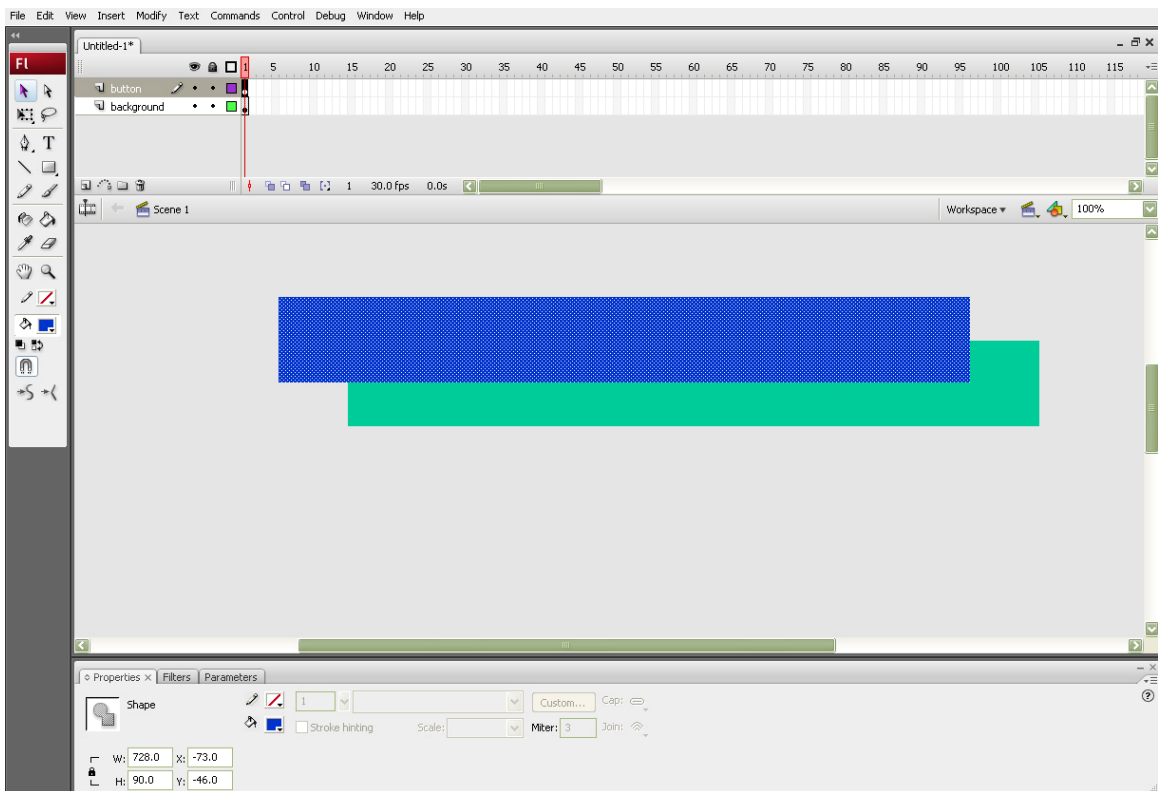 File Edit View Insert Modify Text Commands Control Debug Window Help
Untitled-1*
Fl
1 5 10 15 20 25 30 35 40 45 50 55 60 65 70 75 80 85 90 95 100 105 110 115
button
background
T
1 30.0 fps 0.0s
Scene 1 Workspace 100%
Properties × Filters Parameters
Shape 1 Custom... Cap:
Stroke hinting Scale: Miter: 3 Join:
W: 728.0 X: -73.0
H: 90.0 Y: -46.0